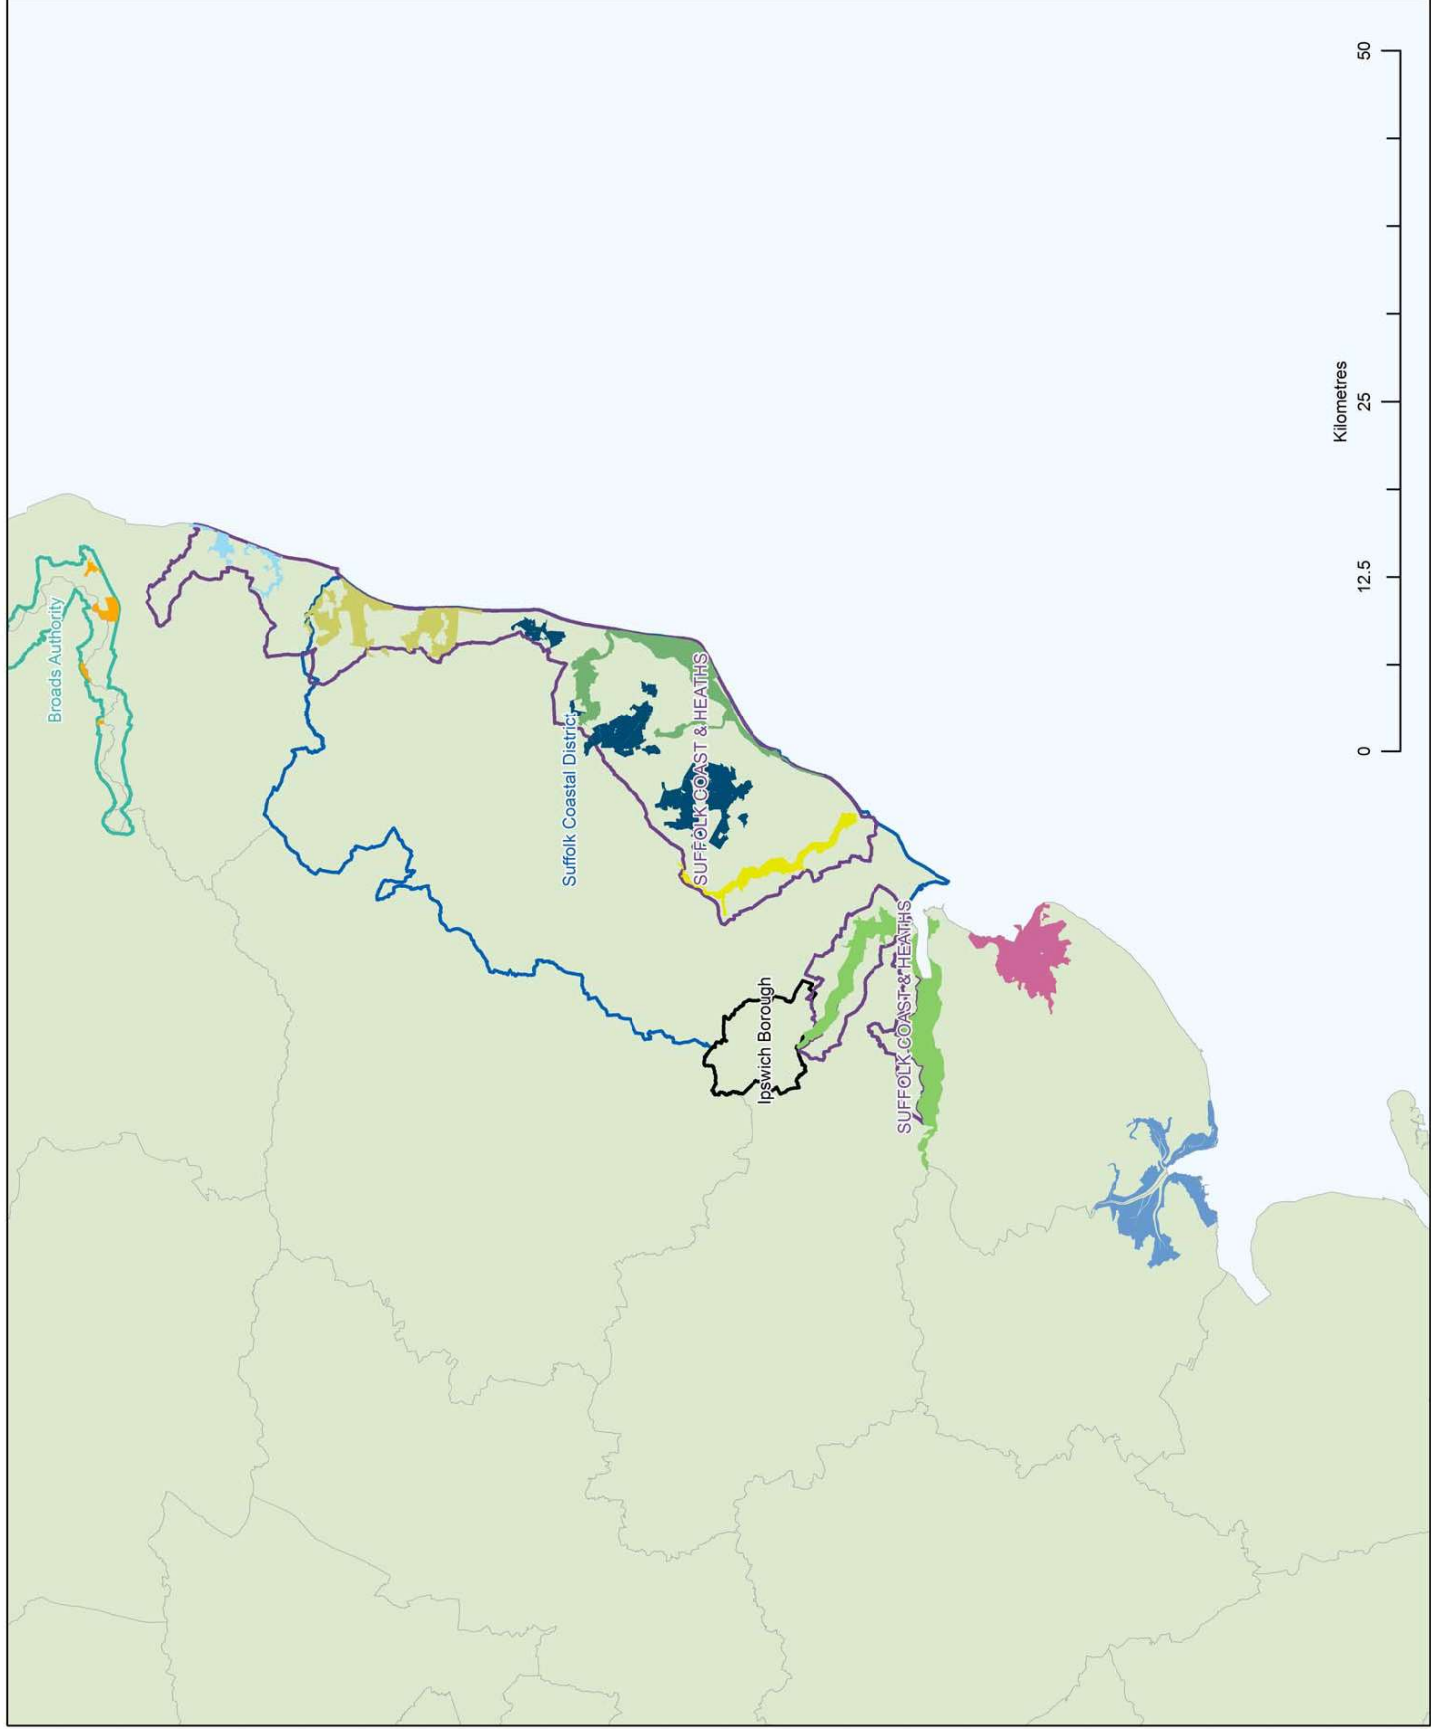 Broads Authority
Suffolk Coastal District
SUFFOLK COAST & HEATHS
Ipswich Borough
SUFFOLK COAST & HEATHS
Kilometres
0 12.5 25 50